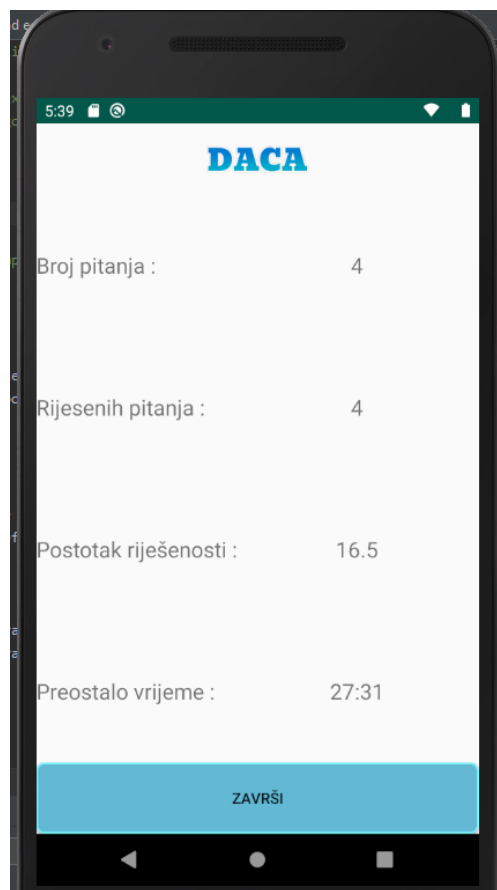 5:39
DACA
Broj pitanja : 4
Rijesenih pitanja : 4
Postotak riješenosti : 16.5
Preostalo vrijeme : 27:31
ZAVRŠI